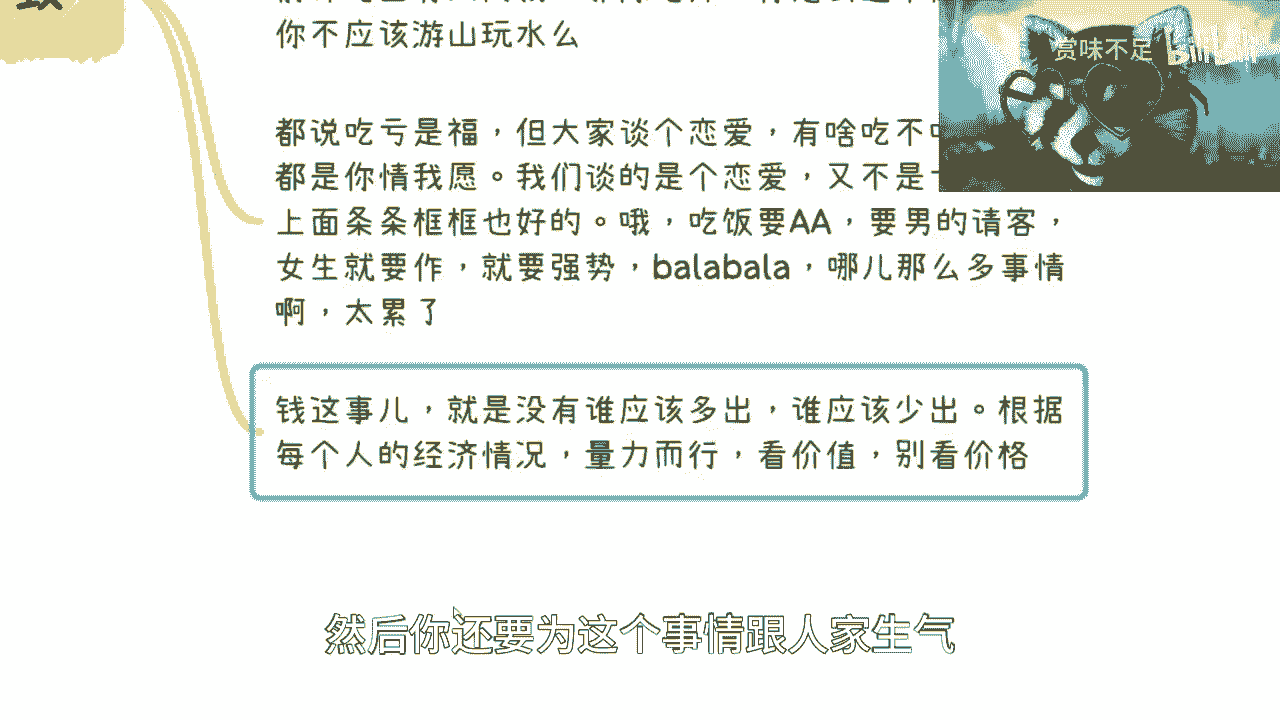 你不应该游山玩水么
都说吃亏是福，但大家谈个恋爱，有啥吃不
都是你情我愿。我们谈的是个恋爱，又不是
上面条条框框也好的。哦，吃饭要AA，要男的请客，
女生就要作，就要强势，balabala，哪儿那么多事情
啊，太累了
钱这事儿，就是没有谁应该多出，谁应该少出。根据
每个人的经济情况，量力而行，看价值，别看价格
然后你还要为这个事情跟人家生气
赏味不足 bilibili